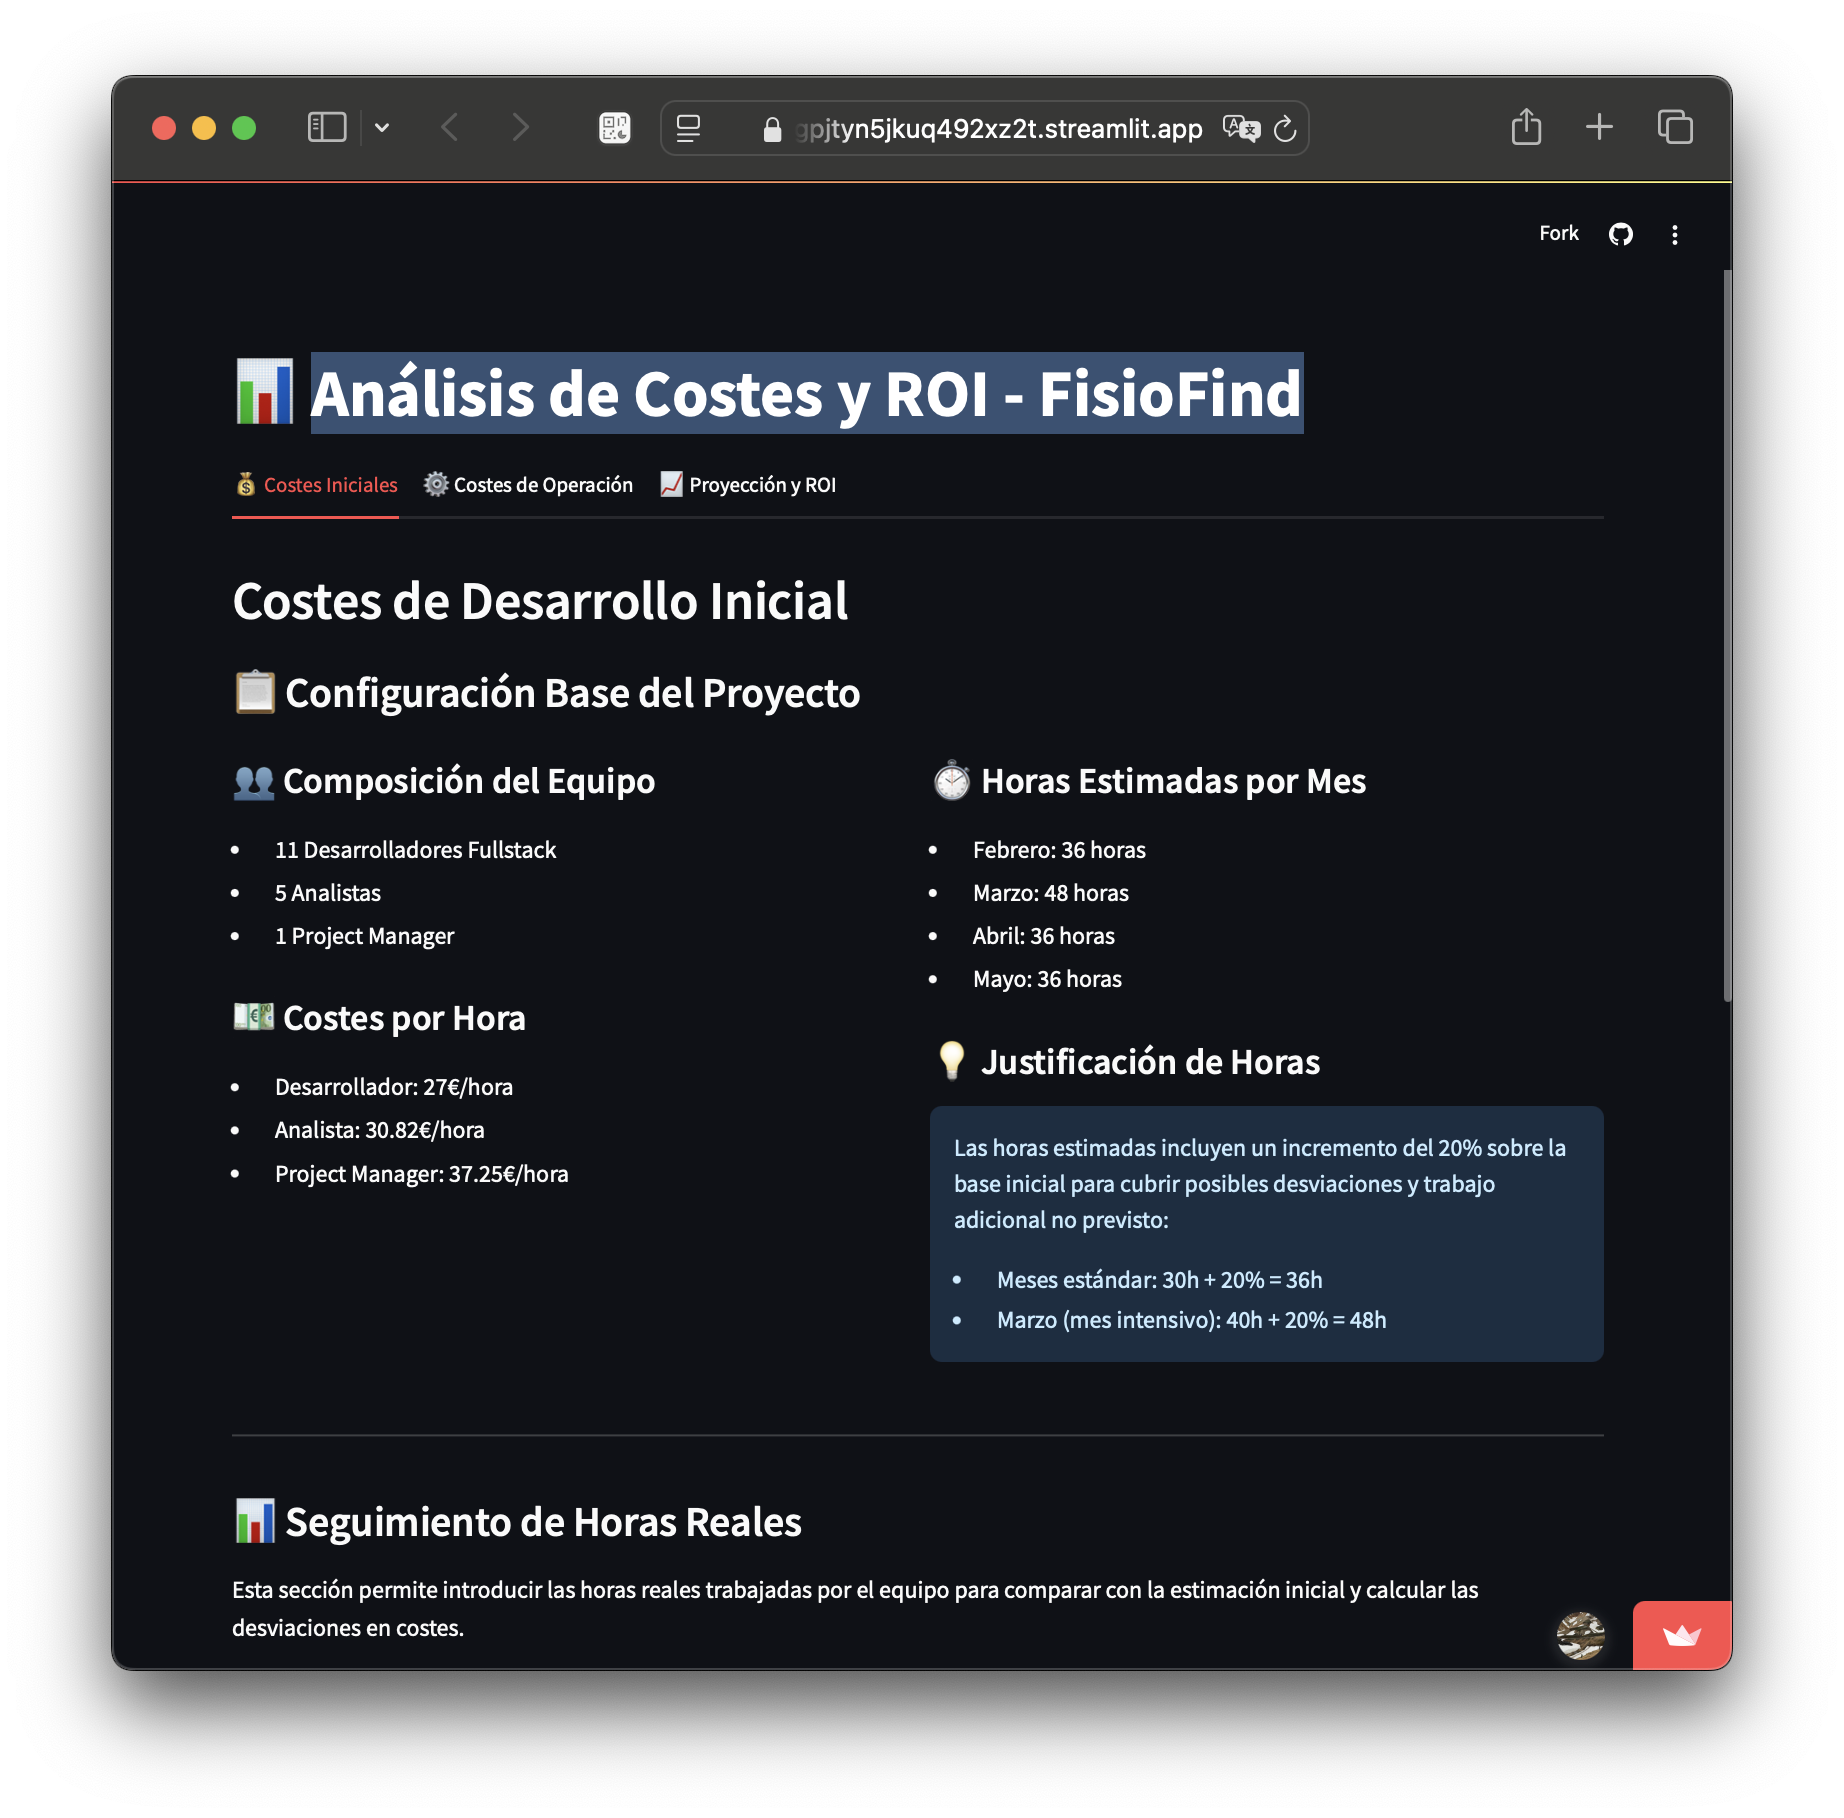 gpjtyn5jkuq492xz2t.streamlit.app
Fork
Análisis de Costes y ROI - FisioFind
Costes Iniciales
Costes de Operación
Proyección y ROI
Costes de Desarrollo Inicial
Configuración Base del Proyecto
Composición del Equipo
• 11 Desarrolladores Fullstack
• 5 Analistas
• 1 Project Manager
Costes por Hora
• Desarrollador: 27€/hora
• Analista: 30.82€/hora
• Project Manager: 37.25€/hora
Horas Estimadas por Mes
• Febrero: 36 horas
• Marzo: 48 horas
• Abril: 36 horas
• Mayo: 36 horas
Justificación de Horas
Las horas estimadas incluyen un incremento del 20% sobre la
base inicial para cubrir posibles desviaciones y trabajo
adicional no previsto:
• Meses estándar: 30h + 20% = 36h
• Marzo (mes intensivo): 40h + 20% = 48h
Seguimiento de Horas Reales
Esta sección permite introducir las horas reales trabajadas por el equipo para comparar con la estimación inicial y calcular las
desviaciones en costes.